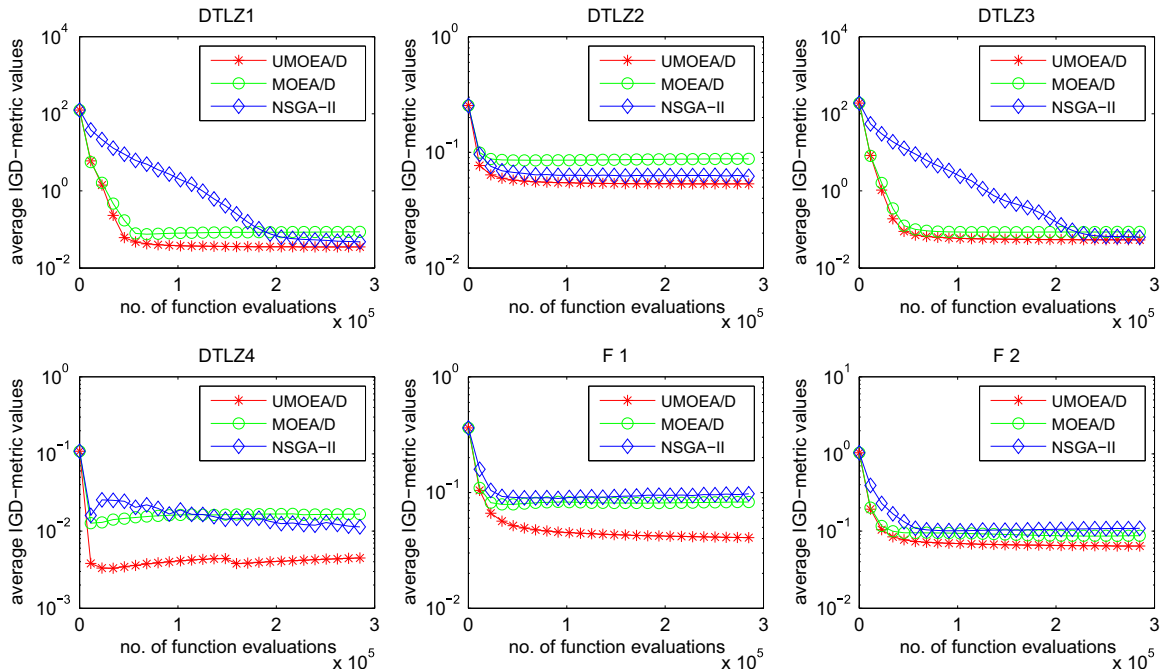 DTLZ1
average IGD-metric values
10^4
10^2
10^0
10^-2
UMOEA/D
MOEA/D
NSGA-II
0 1 2 3
no. of function evaluations
x 10^5
DTLZ2
average IGD-metric values
10^0
10^-1
10^-2
UMOEA/D
MOEA/D
NSGA-II
0 1 2 3
no. of function evaluations
x 10^5
DTLZ3
average IGD-metric values
10^4
10^2
10^0
10^-2
UMOEA/D
MOEA/D
NSGA-II
0 1 2 3
no. of function evaluations
x 10^5
DTLZ4
average IGD-metric values
10^0
10^-1
10^-2
10^-3
UMOEA/D
MOEA/D
NSGA-II
0 1 2 3
no. of function evaluations
x 10^5
F 1
average IGD-metric values
10^0
10^-1
10^-2
UMOEA/D
MOEA/D
NSGA-II
0 1 2 3
no. of function evaluations
x 10^5
F 2
average IGD-metric values
10^1
10^0
10^-1
10^-2
UMOEA/D
MOEA/D
NSGA-II
0 1 2 3
no. of function evaluations
x 10^5